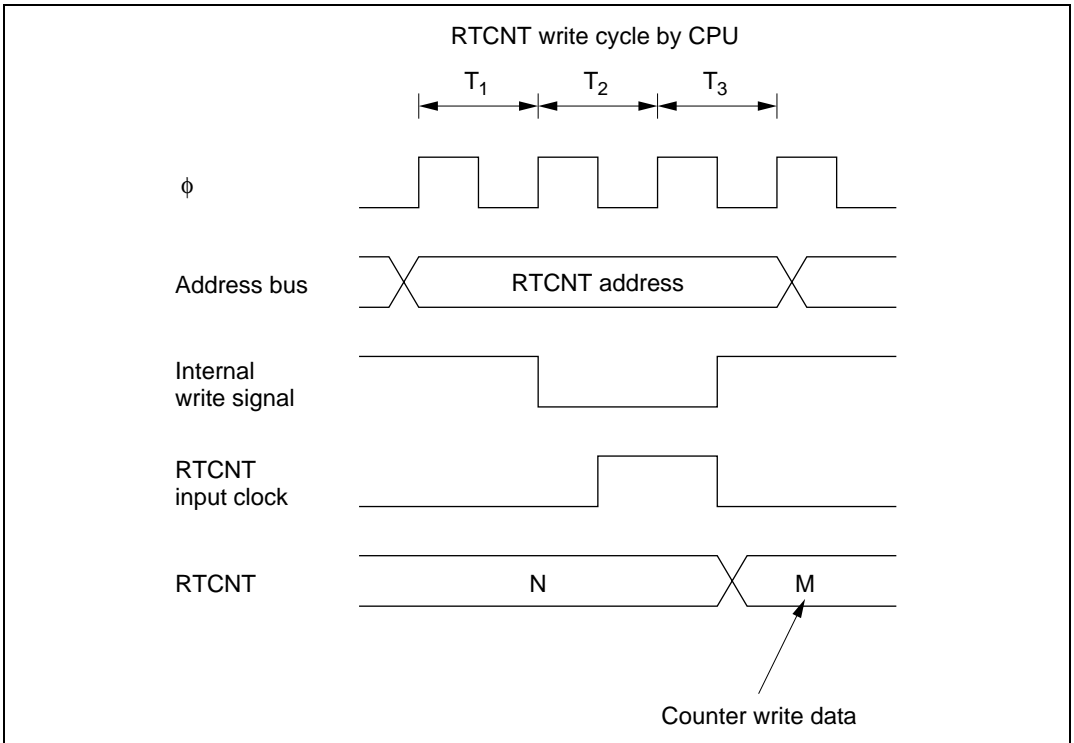 RTCNT write cycle by CPU
T1 T2 T3
φ
Address bus
RTCNT address
Internal
write signal
RTCNT
input clock
RTCNT
N
M
Counter write data